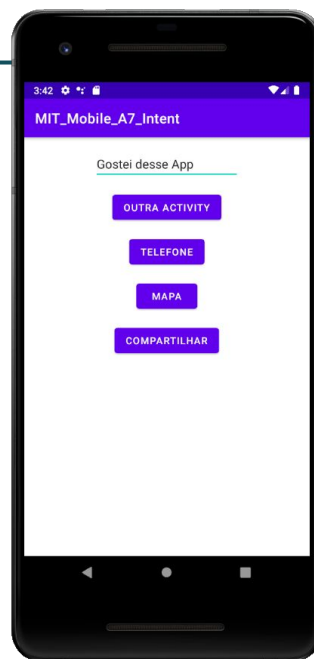 3:42
MIT_Mobile_A7_Intent
Gostei desse App
OUTRA ACTIVITY
TELEFONE
MAPA
COMPARTILHAR